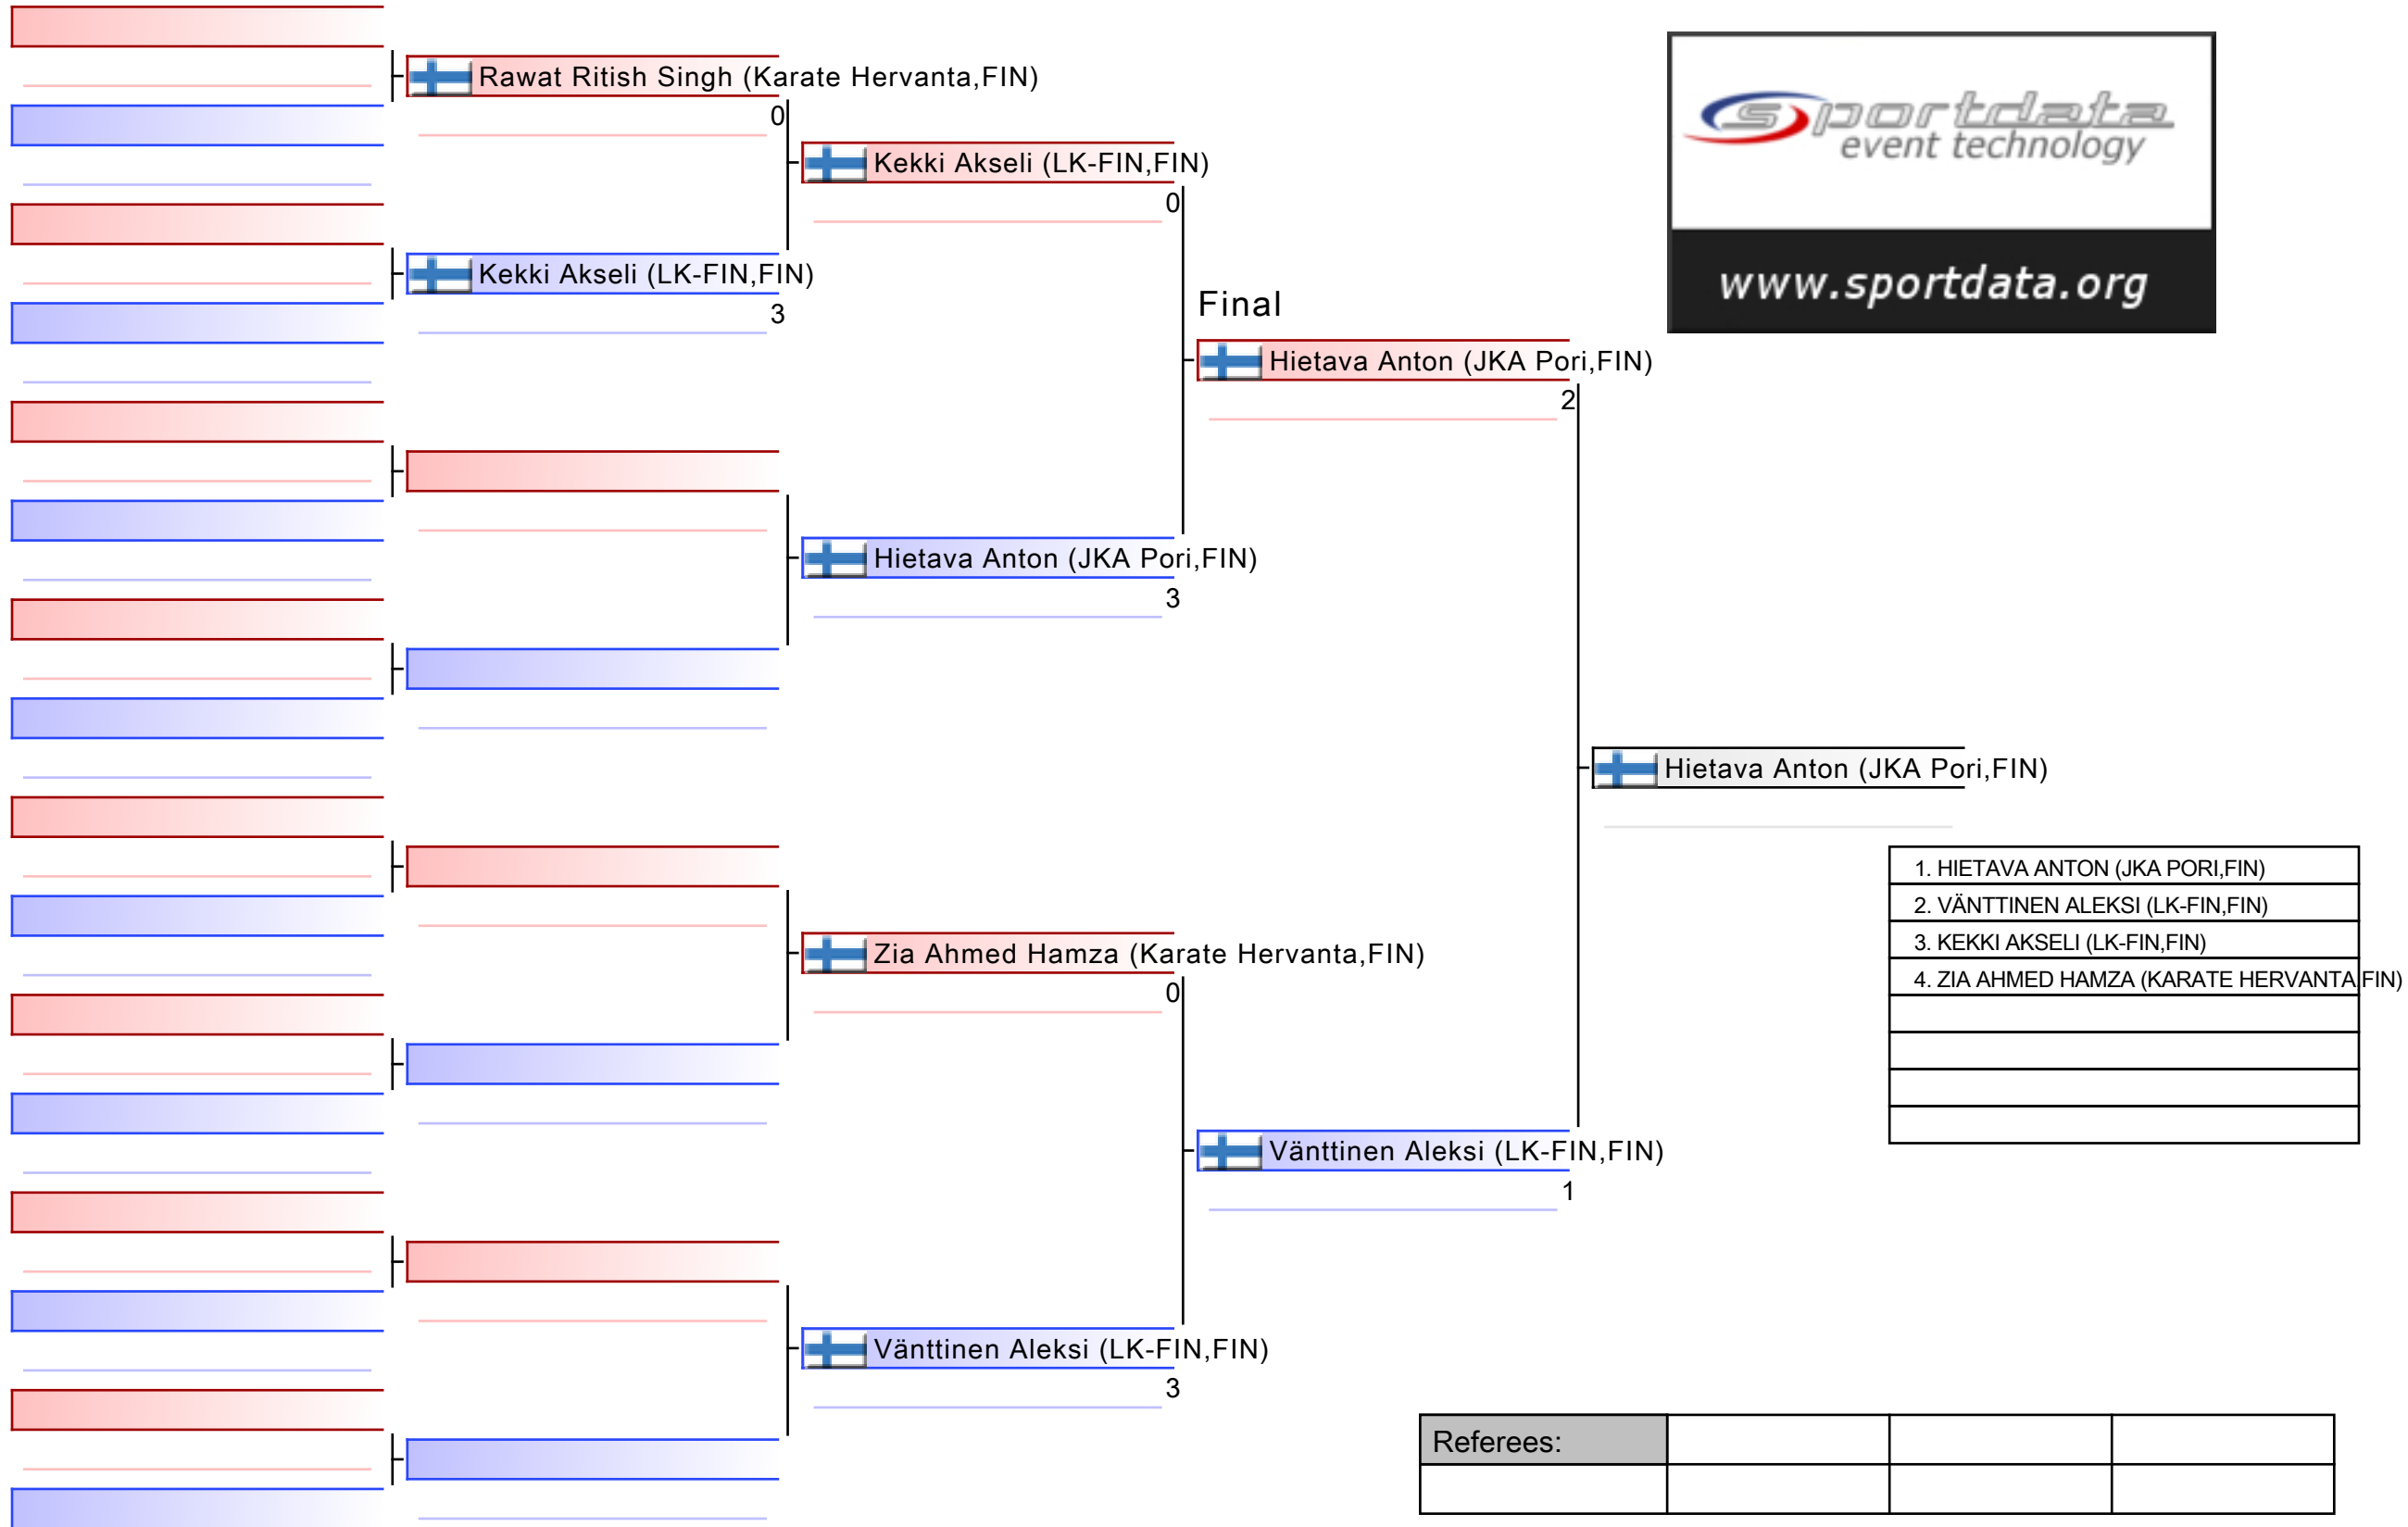 Rawat Ritish Singh (Karate Hervanta,FIN)
0
Kekki Akseli (LK-FIN,FIN)
0
Kekki Akseli (LK-FIN,FIN)
3
sportdata
event technology
www.sportdata.org
Final
Hietava Anton (JKA Pori,FIN)
2
Hietava Anton (JKA Pori,FIN)
3
Hietava Anton (JKA Pori,FIN)
1. HIETAVA ANTON (JKA PORI,FIN)
2. VÄNTTINEN ALEKSI (LK-FIN,FIN)
3. KEKKI AKSELI (LK-FIN,FIN)
4. ZIA AHMED HAMZA (KARATE HERVANTA,FIN)
Zia Ahmed Hamza (Karate Hervanta,FIN)
0
Vänttinen Aleksi (LK-FIN,FIN)
1
Vänttinen Aleksi (LK-FIN,FIN)
3
Referees: